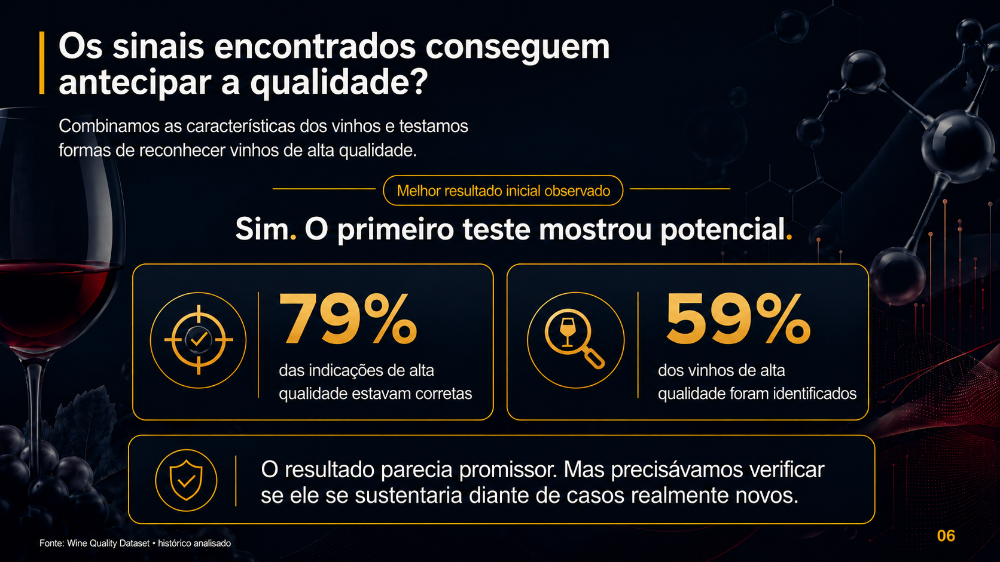 Os sinais encontrados conseguem
antecipar a qualidade?
Combinamos as características dos vinhos e testamos
formas de reconhecer vinhos de alta qualidade.
Melhor resultado inicial observado
Sim. O primeiro teste mostrou potencial.
79%
das indicações de alta
qualidade estavam corretas
59%
dos vinhos de alta
qualidade foram identificados
O resultado parecia promissor. Mas precisávamos verificar
se ele se sustentaria diante de casos realmente novos.
Fonte: Wine Quality Dataset • histórico analisado
06